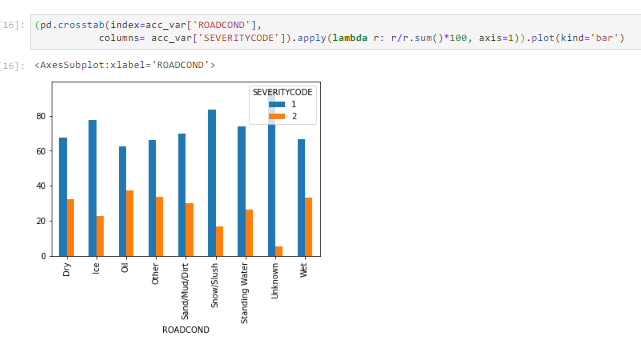 [16]: (pd.crosstab(index=acc_var['ROADCOND'],
columns= acc_var['SEVERITYCODE']).apply(lambda r: r/r.sum()*100, axis=1)).plot(kind='bar')
[16]: <AxesSubplot:xlabel='ROADCOND'>
SEVERITYCODE
1
2
80
60
40
20
0
Dry
Ice
Oil
Other
Sand/Mud/Dirt
Snow/Slush
Standing Water
Unknown
Wet
ROADCOND